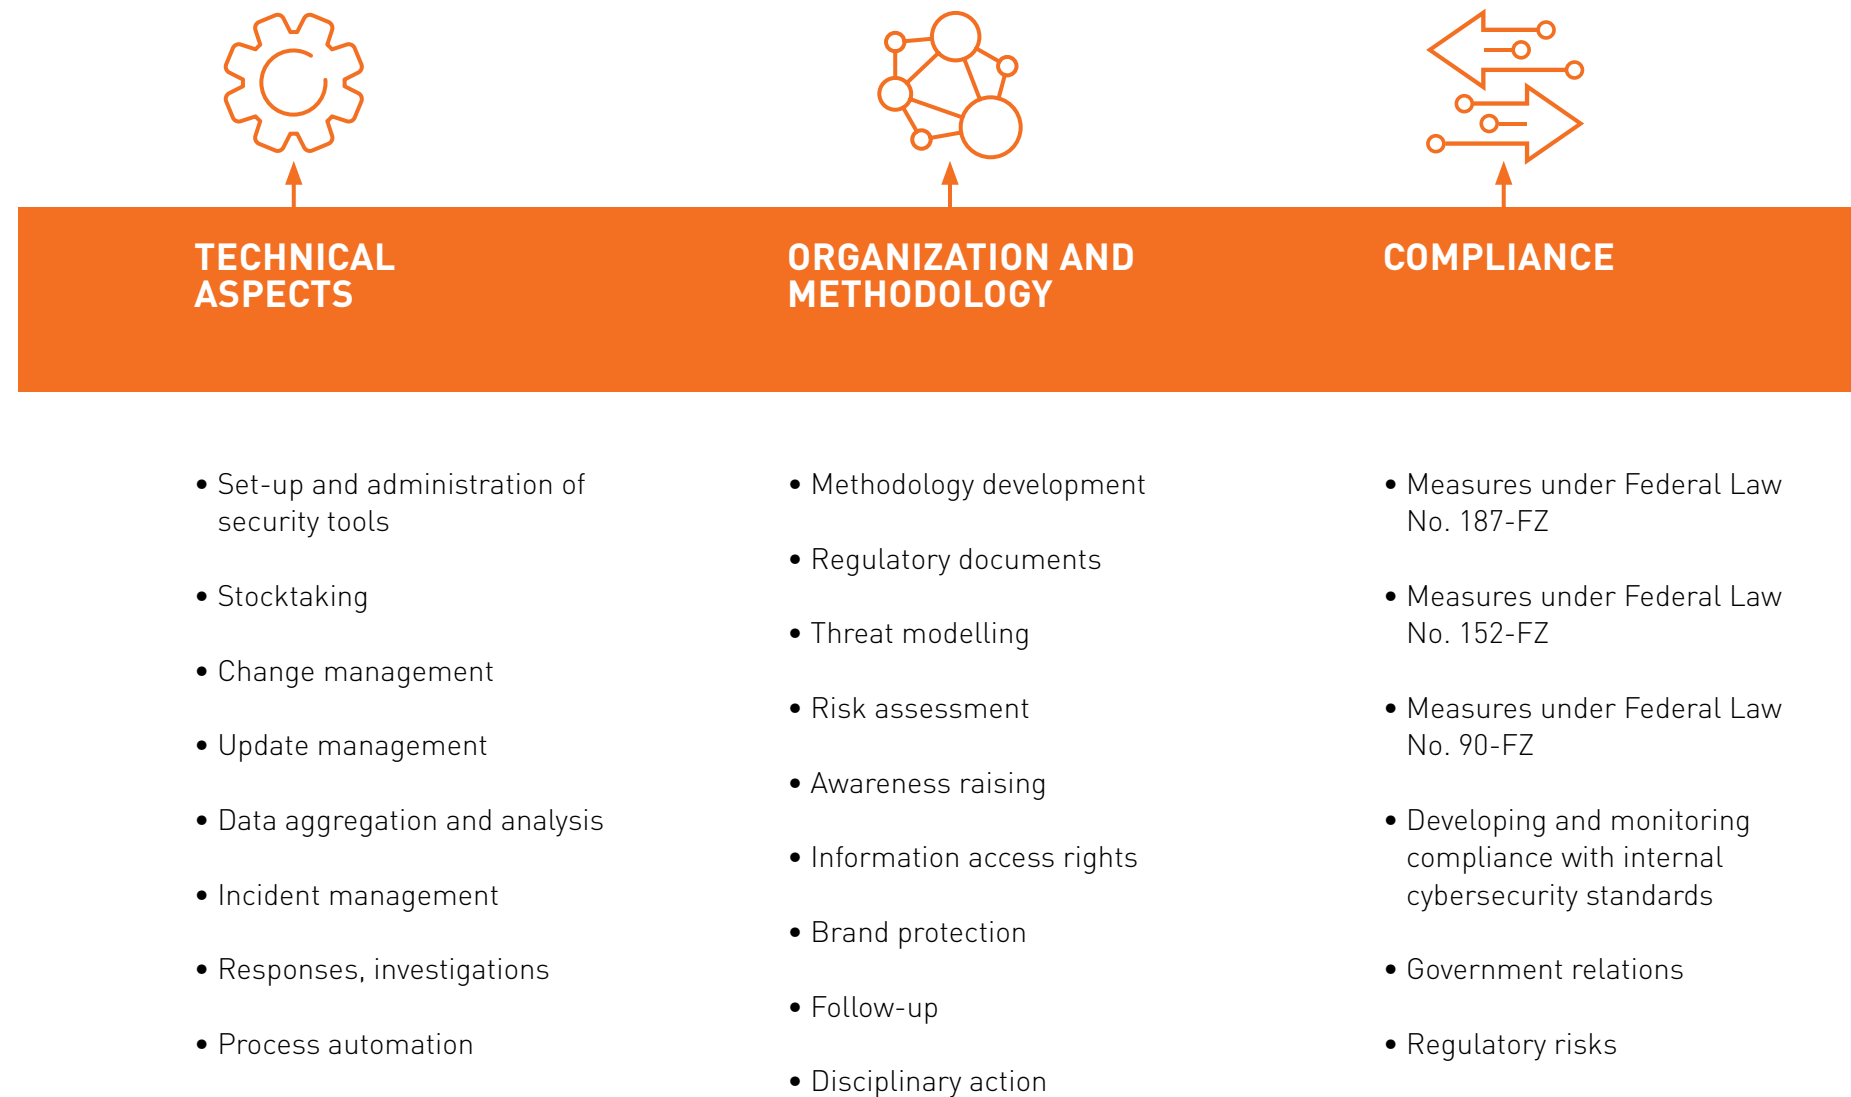 TECHNICAL
ASPECTS
• Set-up and administration of
security tools
• Stocktaking
• Change management
• Update management
• Data aggregation and analysis
• Incident management
• Responses, investigations
• Process automation
ORGANIZATION AND
METHODOLOGY
• Methodology development
• Regulatory documents
• Threat modelling
• Risk assessment
• Awareness raising
• Information access rights
• Brand protection
• Follow-up
• Disciplinary action
COMPLIANCE
• Measures under Federal Law
No. 187-FZ
• Measures under Federal Law
No. 152-FZ
• Measures under Federal Law
No. 90-FZ
• Developing and monitoring
compliance with internal
cybersecurity standards
• Government relations
• Regulatory risks